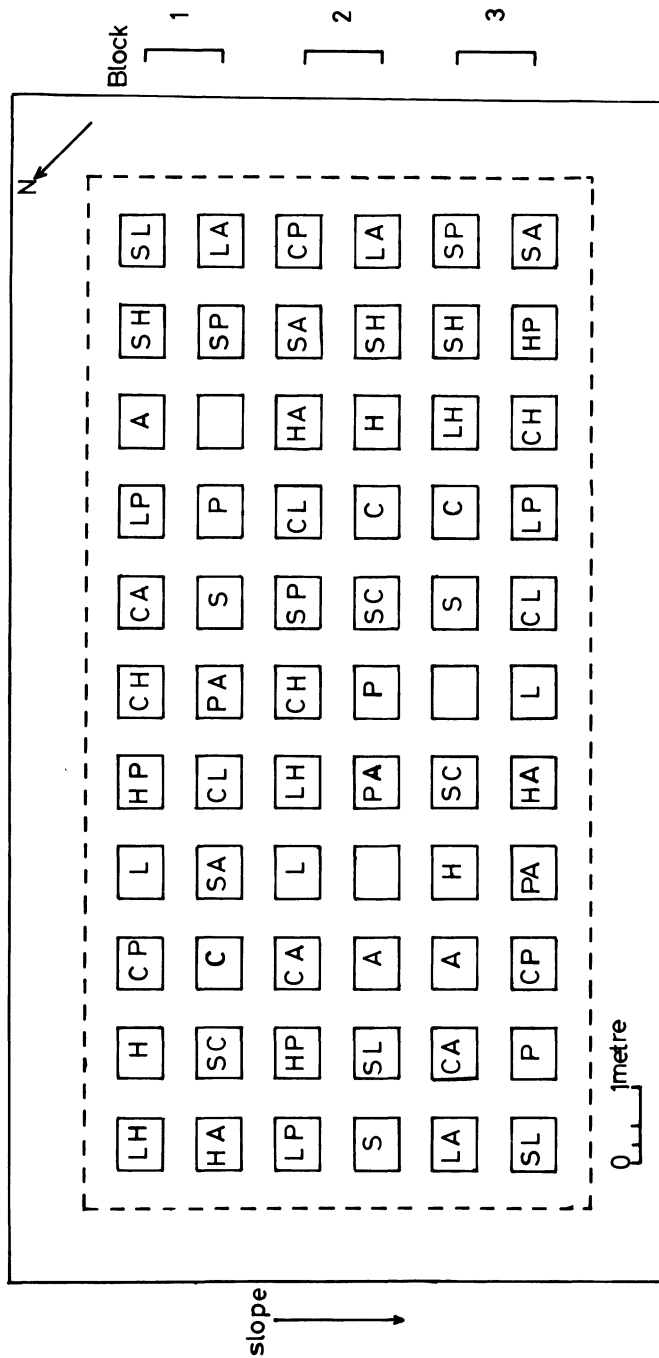 N
Block
LH H CP L HP CH CA LP A SH SL
1
HA SC C SA CL PA S P SP LA
slope
LP HP CA L LH CH SP CL HA SA CP
2
S SL A PA P SC C H SH LA
LA CA A H SC S C LH SH SP
3
SL P CP PA HA L CL LP CH HP SA
0 1metre